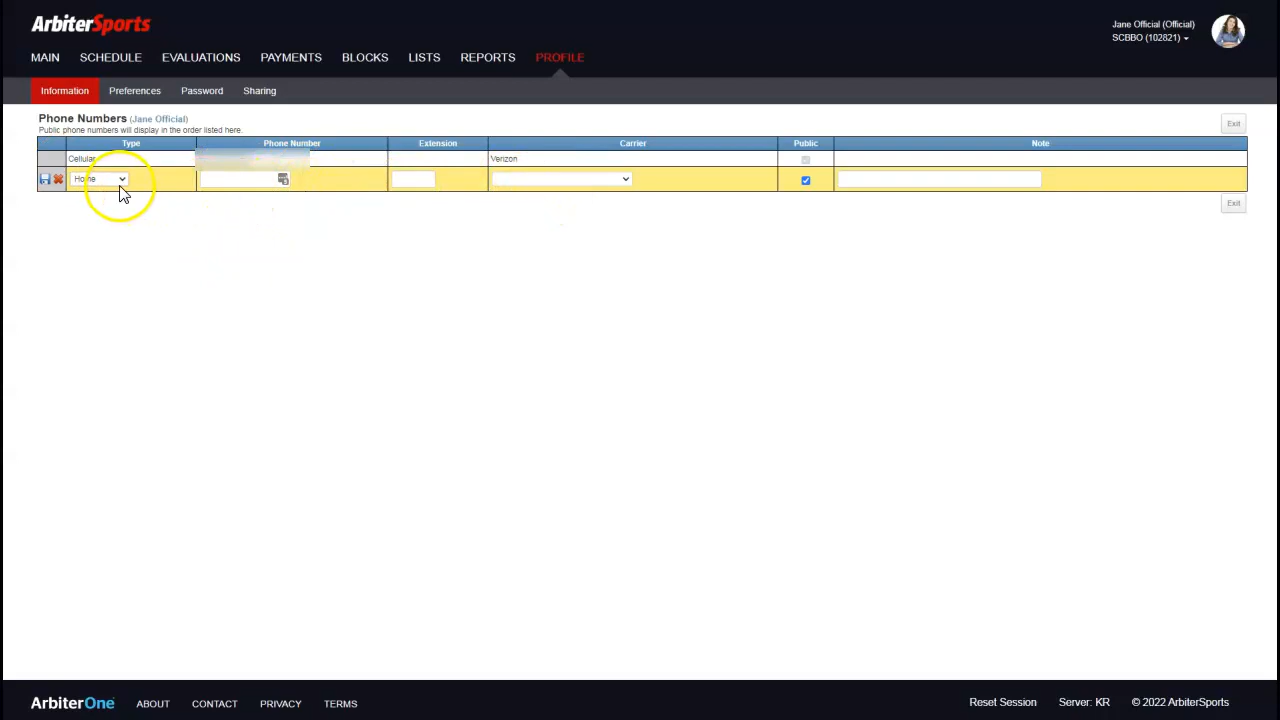 ArbiterSports
Jane Official (Official)
SCBBO (102821)
MAIN SCHEDULE EVALUATIONS PAYMENTS BLOCKS LISTS REPORTS PROFILE
Information Preferences Password Sharing
Phone Numbers (Jane Official)
Public phone numbers will display in the order listed here.
Exit
Type Phone Number Extension Carrier Public Note
Cellular Verizon
Home
Exit
ArbiterOne ABOUT CONTACT PRIVACY TERMS Reset Session Server: KR © 2022 ArbiterSports